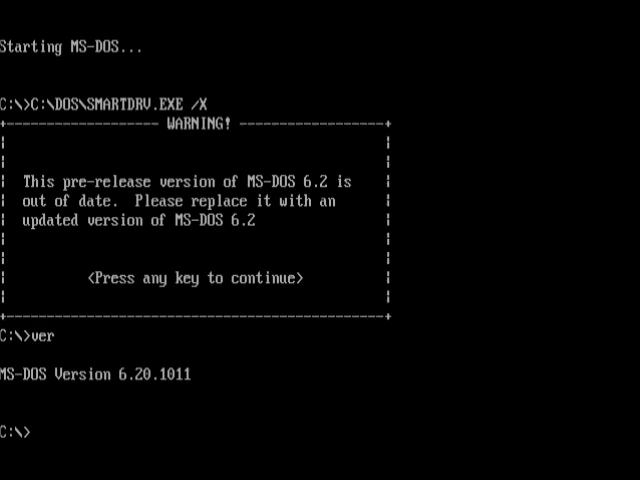 Starting MS-DOS...
C:\>C:\DOS\SMARTDRV.EXE /X
+------------------- WARNING! ------------------+
This pre-release version of MS-DOS 6.2 is
out of date.  Please replace it with an
updated version of MS-DOS 6.2
<Press any key to continue>
+-----------------------------------------------+
C:\>ver
MS-DOS Version 6.20.1011
C:\>